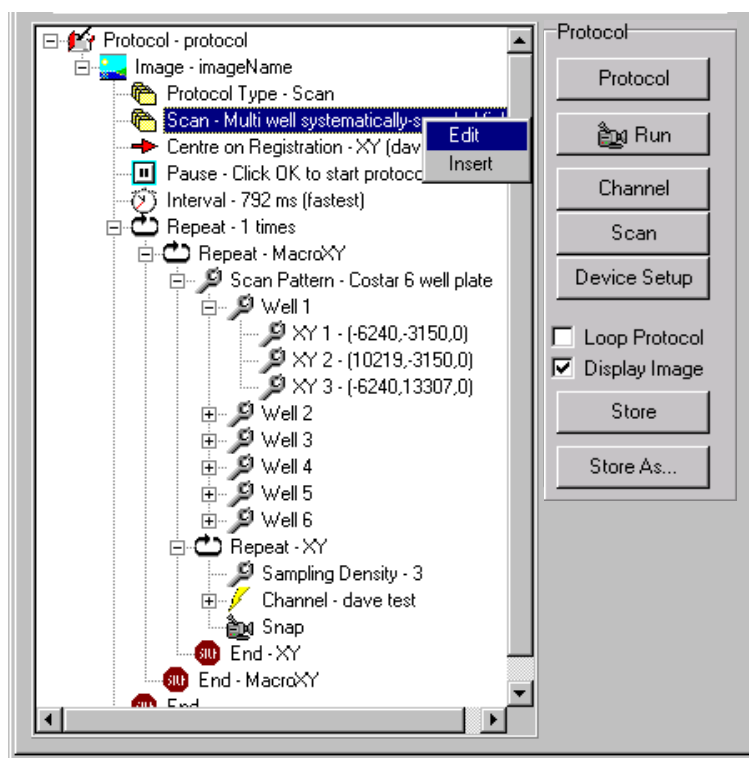 Protocol - protocol
Image - imageName
Protocol Type - Scan
Scan - Multi well systematically-s
Edit
Insert
Centre on Registration - XY (dav
Pause - Click OK to start protoc
Interval - 792 ms (fastest)
Repeat - 1 times
Repeat - MacroXY
Scan Pattern - Costar 6 well plate
Well 1
XY 1 - (-6240,-3150,0)
XY 2 - (10219,-3150,0)
XY 3 - (-6240,13307,0)
Well 2
Well 3
Well 4
Well 5
Well 6
Repeat - XY
Sampling Density - 3
Channel - dave test
Snap
End - XY
End - MacroXY
End
Protocol
Protocol
Run
Channel
Scan
Device Setup
Loop Protocol
Display Image
Store
Store As...